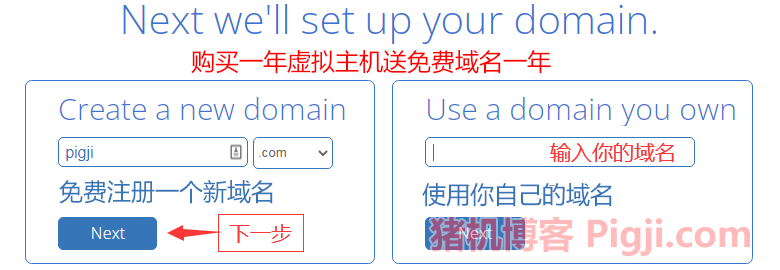 Next we'll set up your domain.
购买一年虚拟主机送免费域名一年
Create a new domain
pigji
.com
免费注册一个新域名
Next
下一步
Use a domain you own
输入你的域名
使用你自己的域名
Next
猪机博客 Pigji.com